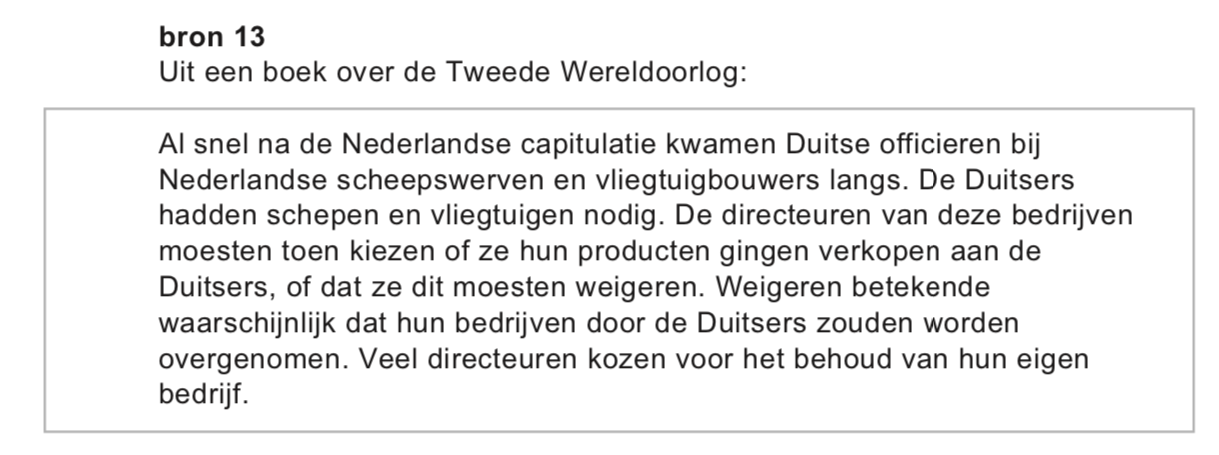 bron 13
Uit een boek over de Tweede Wereldoorlog:
Al snel na de Nederlandse capitulatie kwamen Duitse officieren bij
Nederlandse scheepswerven en vliegtuigbouwers langs. De Duitsers
hadden schepen en vliegtuigen nodig. De directeuren van deze bedrijven
moesten toen kiezen of ze hun producten gingen verkopen aan de
Duitsers, of dat ze dit moesten weigeren. Weigeren betekende
waarschijnlijk dat hun bedrijven door de Duitsers zouden worden
overgenomen. Veel directeuren kozen voor het behoud van hun eigen
bedrijf.